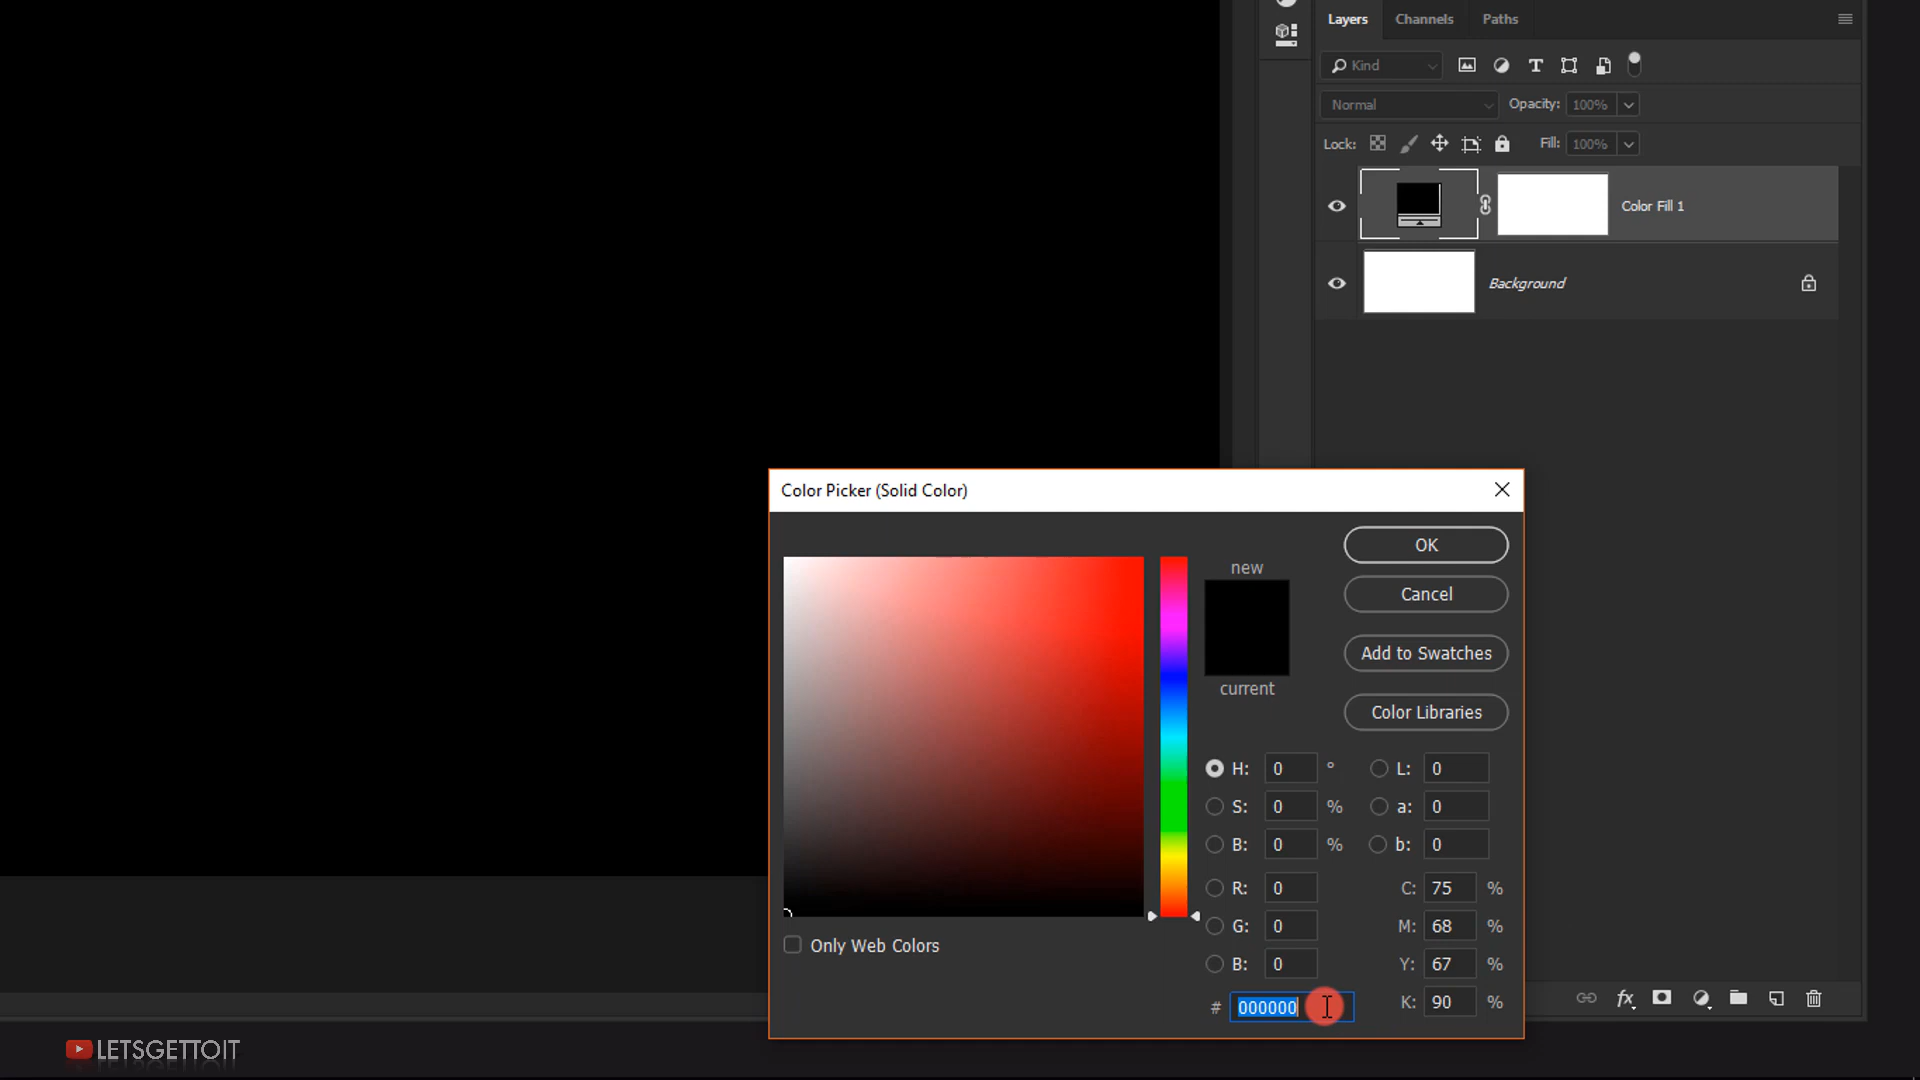 Layers Channels Paths
Kind
Normal Opacity: 100%
Lock: Fill: 100%
Color Fill 1
Background
Color Picker (Solid Color)
OK
new
Cancel
Add to Swatches
current
Color Libraries
H: 0 ° L: 0
S: 0 % a: 0
B: 0 % b: 0
R: 0 C: 75 %
G: 0 M: 68 %
Only Web Colors
B: 0 Y: 67 %
# 000000 K: 90 %
fx
LETSGETTOIT